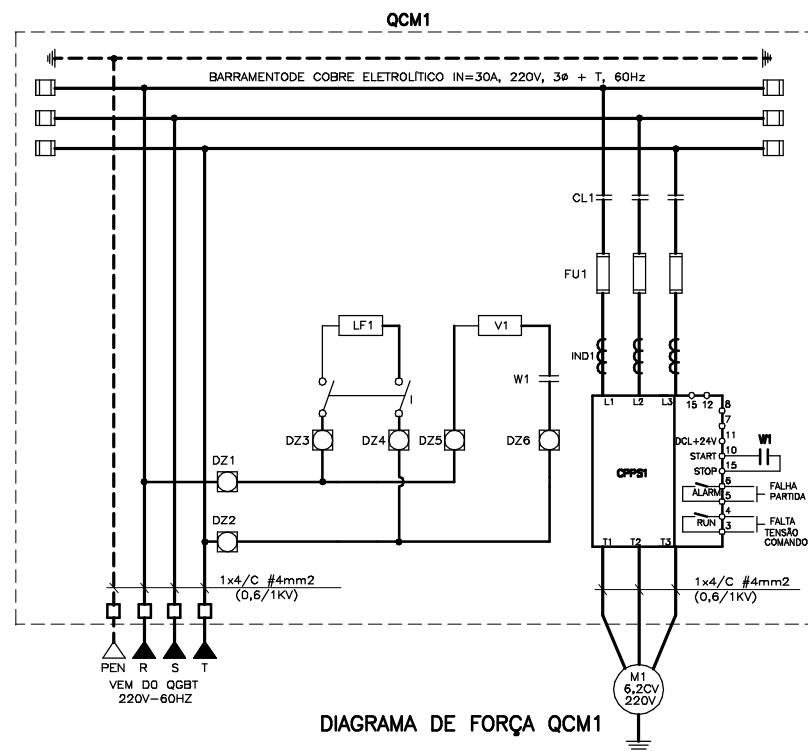 QCM1
BARRAMENTODE COBRE ELETROLÍTICO IN=30A, 220V, 3ø + T, 60Hz
CL1
FU1
LF1
V1
IND1
W1
I
L1 L2 L3
15 12
8
7
DZ3 DZ4 DZ5 DZ6
DCL+24V 11
START 10 W1
STOP 15
DZ1
CPPS1
6 FALHA
ALARM PARTIDA
5
DZ2
4 FALTA
RUN TENSÃO
3 COMANDO
T1 T2 T3
1x4/C #4mm2
(0,6/1KV)
1x4/C #4mm2
(0,6/1KV)
PEN R S T
VEM DO QGBT
220V-60HZ
M1
6,2CV
220V
DIAGRAMA DE FORÇA QCM1